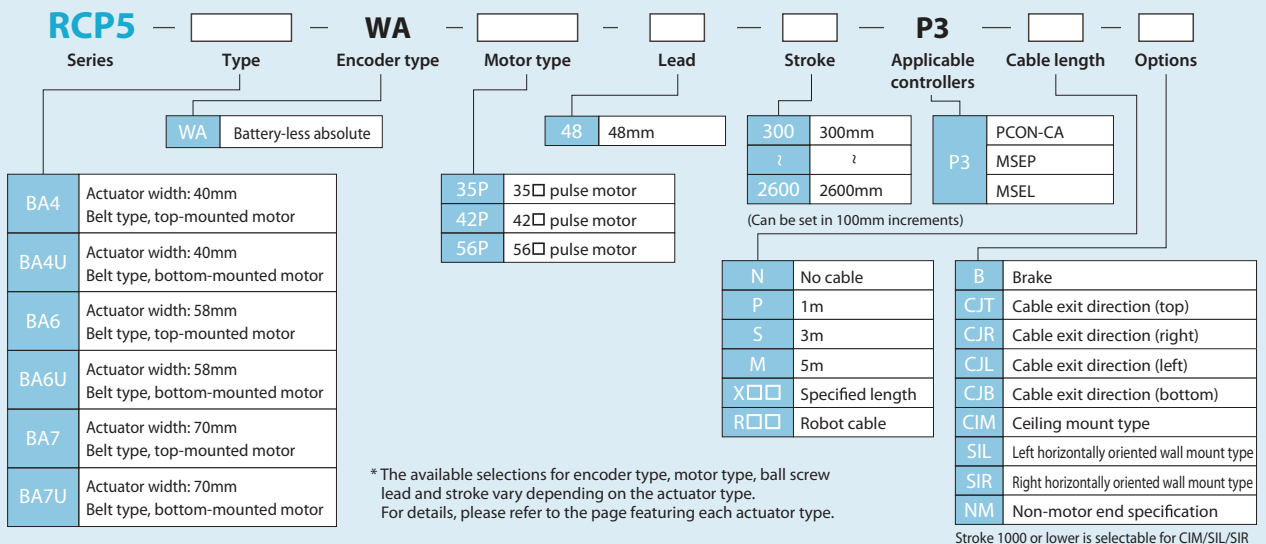 RCP5 — □ — WA — □ — □ — □ — P3 — □ — □
Series Type Encoder type Motor type Lead Stroke Applicable controllers Cable length Options
WA Battery-less absolute
BA4 Actuator width: 40mm
Belt type, top-mounted motor
BA4U Actuator width: 40mm
Belt type, bottom-mounted motor
BA6 Actuator width: 58mm
Belt type, top-mounted motor
BA6U Actuator width: 58mm
Belt type, bottom-mounted motor
BA7 Actuator width: 70mm
Belt type, top-mounted motor
BA7U Actuator width: 70mm
Belt type, bottom-mounted motor
35P 35□ pulse motor
42P 42□ pulse motor
56P 56□ pulse motor
48 48mm
300 300mm
~ ~
2600 2600mm
(Can be set in 100mm increments)
P3 PCON-CA
MSEP
MSEL
N No cable
P 1m
S 3m
M 5m
X□□ Specified length
R□□ Robot cable
B Brake
CJT Cable exit direction (top)
CJR Cable exit direction (right)
CJL Cable exit direction (left)
CJB Cable exit direction (bottom)
CIM Ceiling mount type
SIL Left horizontally oriented wall mount type
SIR Right horizontally oriented wall mount type
NM Non-motor end specification
Stroke 1000 or lower is selectable for CIM/SIL/SIR
* The available selections for encoder type, motor type, ball screw
lead and stroke vary depending on the actuator type.
For details, please refer to the page featuring each actuator type.